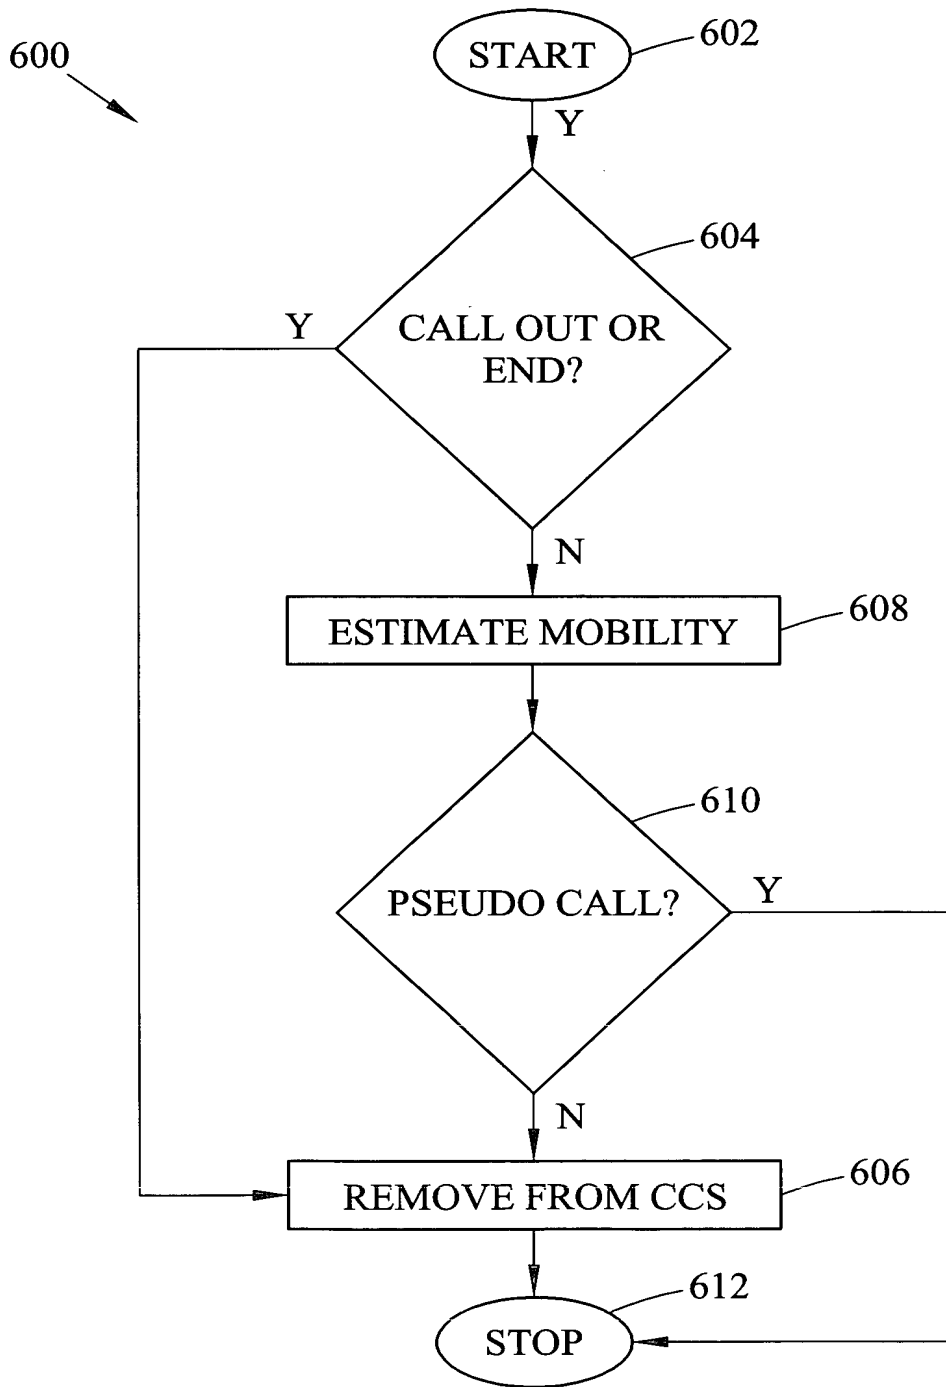 600
START
602
Y
604
CALL OUT OR
END?
Y
N
ESTIMATE MOBILITY
608
610
PSEUDO CALL?
Y
N
REMOVE FROM CCS
606
612
STOP